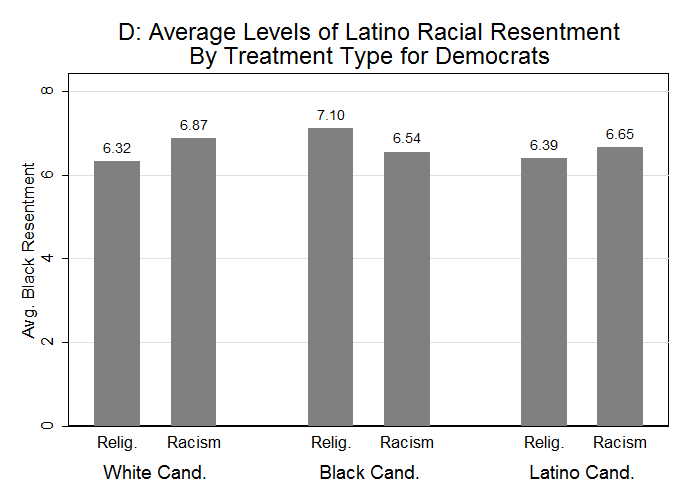 D: Average Levels of Latino Racial Resentment
By Treatment Type for Democrats
Avg. Black Resentment
8
6
4
2
0
6.32
6.87
7.10
6.54
6.39
6.65
Relig.
Racism
Relig.
Racism
Relig.
Racism
White Cand.
Black Cand.
Latino Cand.